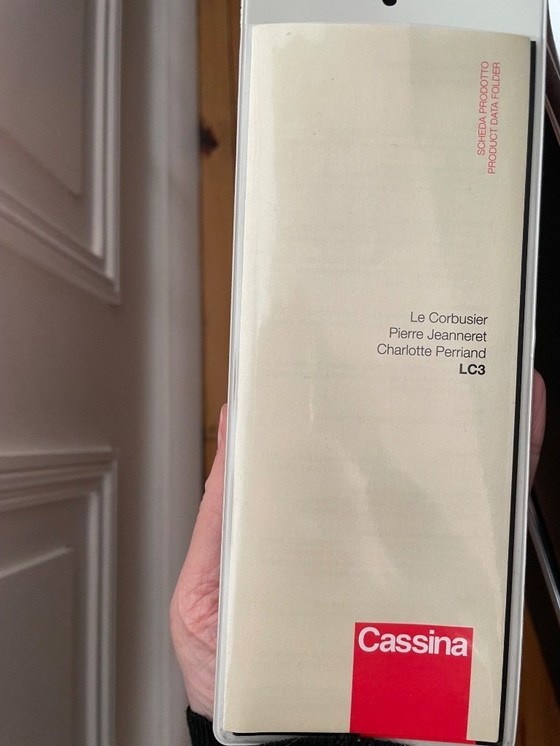 SCHEDA PRODOTTO
PRODUCT DATA FOLDER
Le Corbusier
Pierre Jeanneret
Charlotte Perriand
LC3
Cassina